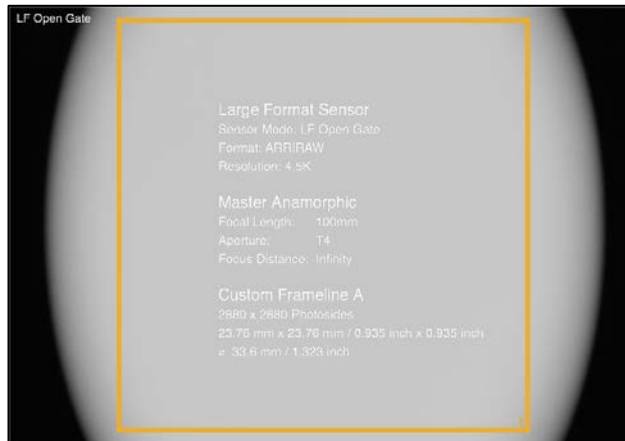 LF Open Gate
Large Format Sensor
Sensor Mode: LF Open Gate
Format: ARRIRAW
Resolution: 4.5K
Master Anamorphic
Focal Length: 100mm
Aperture: T4
Focus Distance: Infinity
Custom Frameline A
2880 x 2880 Photosides
23.76 mm x 23.76 mm / 0.935 inch x 0.935 inch
⌀ 33.6 mm / 1.323 inch